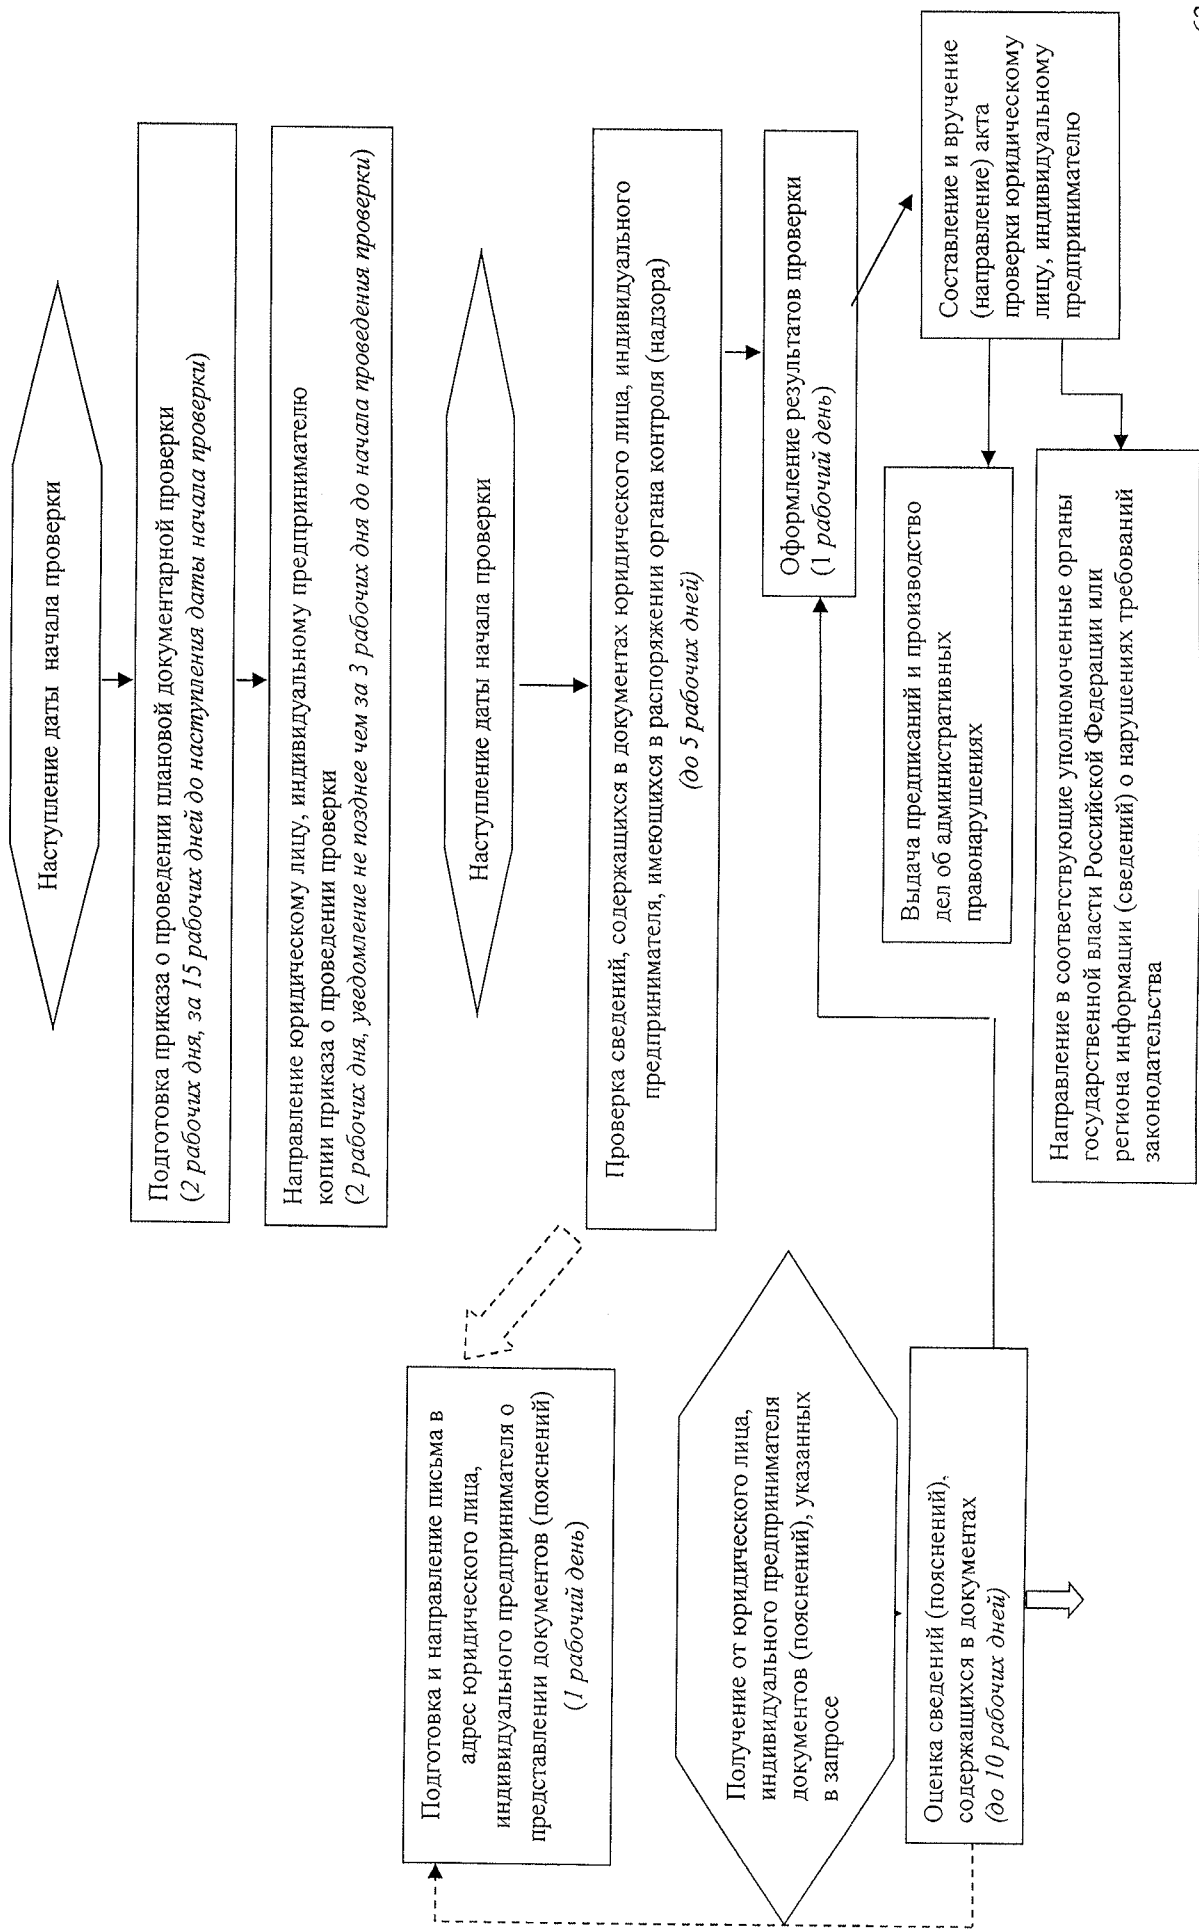 Наступление даты начала проверки
Подготовка приказа о проведении плановой документарной проверки
(2 рабочих дня, за 15 рабочих дней до наступления даты начала проверки)
Направление юридическому лицу, индивидуальному предпринимателю
копии приказа о проведении проверки
(2 рабочих дня, уведомление не позднее чем за 3 рабочих дня до начала проведения проверки)
Наступление даты начала проверки
Проверка сведений, содержащихся в документах юридического лица, индивидуального
предпринимателя, имеющихся в распоряжении органа контроля (надзора)
(до 5 рабочих дней)
Подготовка и направление письма в
адрес юридического лица,
индивидуального предпринимателя о
представлении документов (пояснений)
(1 рабочий день)
Получение от юридического лица,
индивидуального предпринимателя
документов (пояснений), указанных
в запросе
Оценка сведений (пояснений),
содержащихся в документах
(до 10 рабочих дней)
Оформление результатов проверки
(1 рабочий день)
Составление и вручение
(направление) акта
проверки юридическому
лицу, индивидуальному
предпринимателю
Выдача предписаний и производство
дел об административных
правонарушениях
Направление в соответствующие уполномоченные органы
государственной власти Российской Федерации или
региона информации (сведений) о нарушениях требований
законодательства